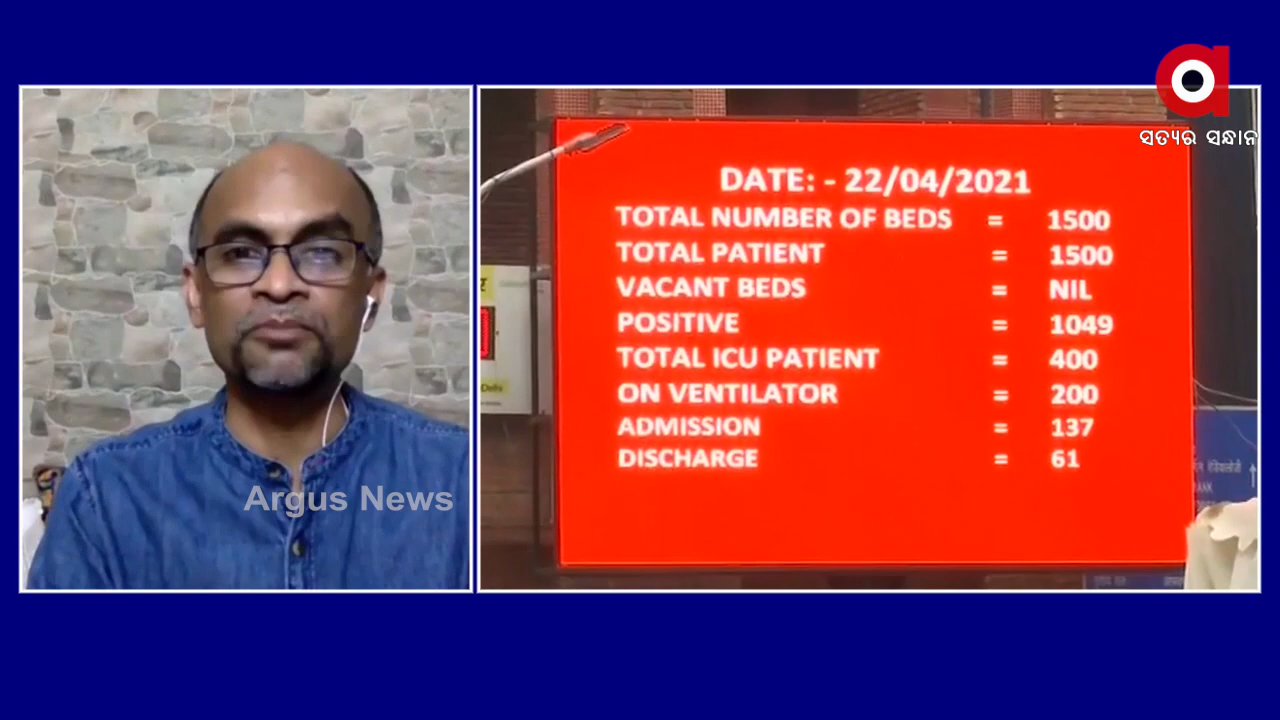 ସତ୍ୟର ସନ୍ଧାନ
DATE: - 22/04/2021
TOTAL NUMBER OF BEDS = 1500
TOTAL PATIENT = 1500
VACANT BEDS = NIL
POSITIVE = 1049
TOTAL ICU PATIENT = 400
ON VENTILATOR = 200
ADMISSION = 137
DISCHARGE = 61
Argus News